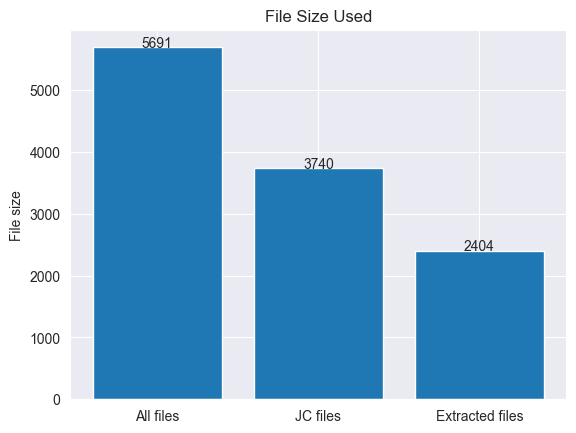 File Size Used
File size
5000
4000
3000
2000
1000
0
5691
3740
2404
All files
JC files
Extracted files